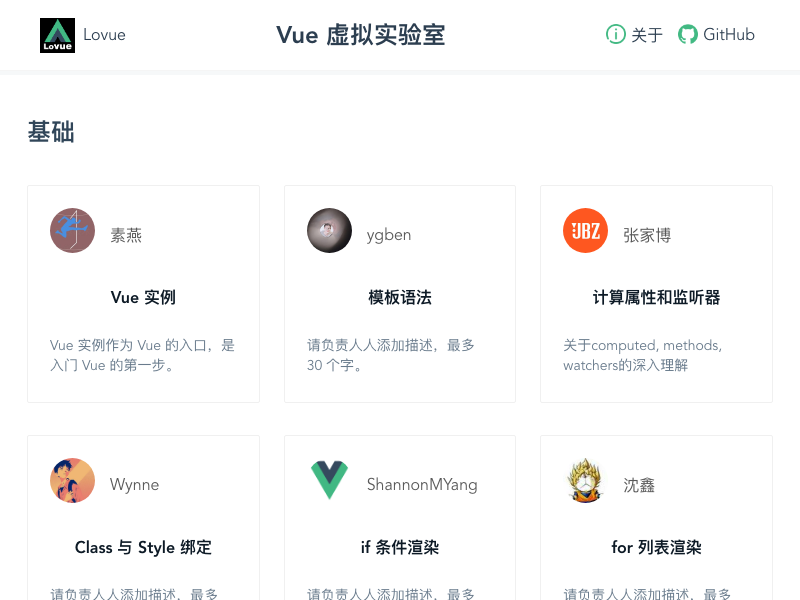 Lovue Lovue
Vue 虚拟实验室
关于 GitHub
基础
素燕
Vue 实例
Vue 实例作为 Vue 的入口，是
入门 Vue 的第一步。
ygben
模板语法
请负责人人添加描述，最多
30 个字。
JBZ 张家博
计算属性和监听器
关于computed, methods,
watchers的深入理解
Wynne
Class 与 Style 绑定
请负责人人添加描述，最多
ShannonMYang
if 条件渲染
请负责人人添加描述，最多
沈鑫
for 列表渲染
请负责人人添加描述，最多